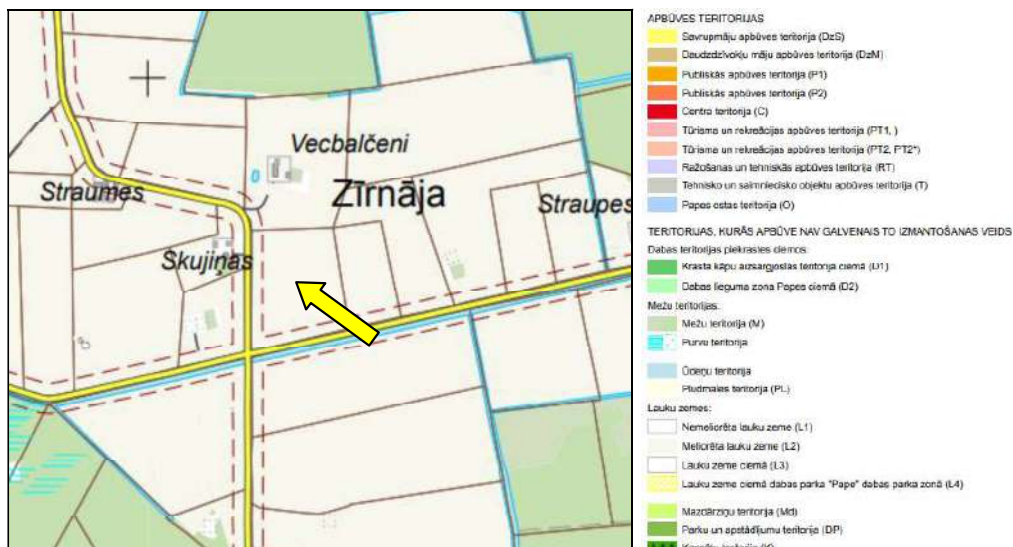 Vecbalčeni
Zīrnāja
Straumes
Straupes
Skujiņas
0
APBŪVES TERITORIJAS
Savrupmāju apbūves teritorija (DzS)
Daudzdzīvokļu māju apbūves teritorija (DzM)
Publiskās apbūves teritorija (P1)
Publiskās apbūves teritorija (P2)
Centra teritorija (C)
Tūrisma un rekreācijas apbūves teritorija (PT1, )
Tūrisma un rekreācijas apbūves teritorija (PT2, PT2*)
Ražošanas un tehniskās apbūves teritorija (RT)
Tehnisko un saimniecisko objektu apbūves teritorija (T)
Papes ostas teritorija (O)
TERITORIJAS, KURĀS APBŪVE NAV GALVENAIS TO IZMANTOŠANAS VEIDS
Dabas teritorijas piekrastes ciemos:
Krasta kāpu aizsargjoslas teritorija ciemā (D1)
Dabas lieguma zona Papes ciemā (D2)
Mežu teritorijas:
Mežu teritorija (M)
Purvu teritorija
Ūdeņu teritorija
Pludmales teritorija (PL)
Lauku zemes:
Nemeliorēta lauku zeme (L1)
Meliorēta lauku zeme (L2)
Lauku zeme ciemā (L3)
Lauku zeme ciemā dabas parka "Pape" dabas parka zonā (L4)
Mazdārziņu teritorija (Md)
Parku un apstādījumu teritorija (DP)